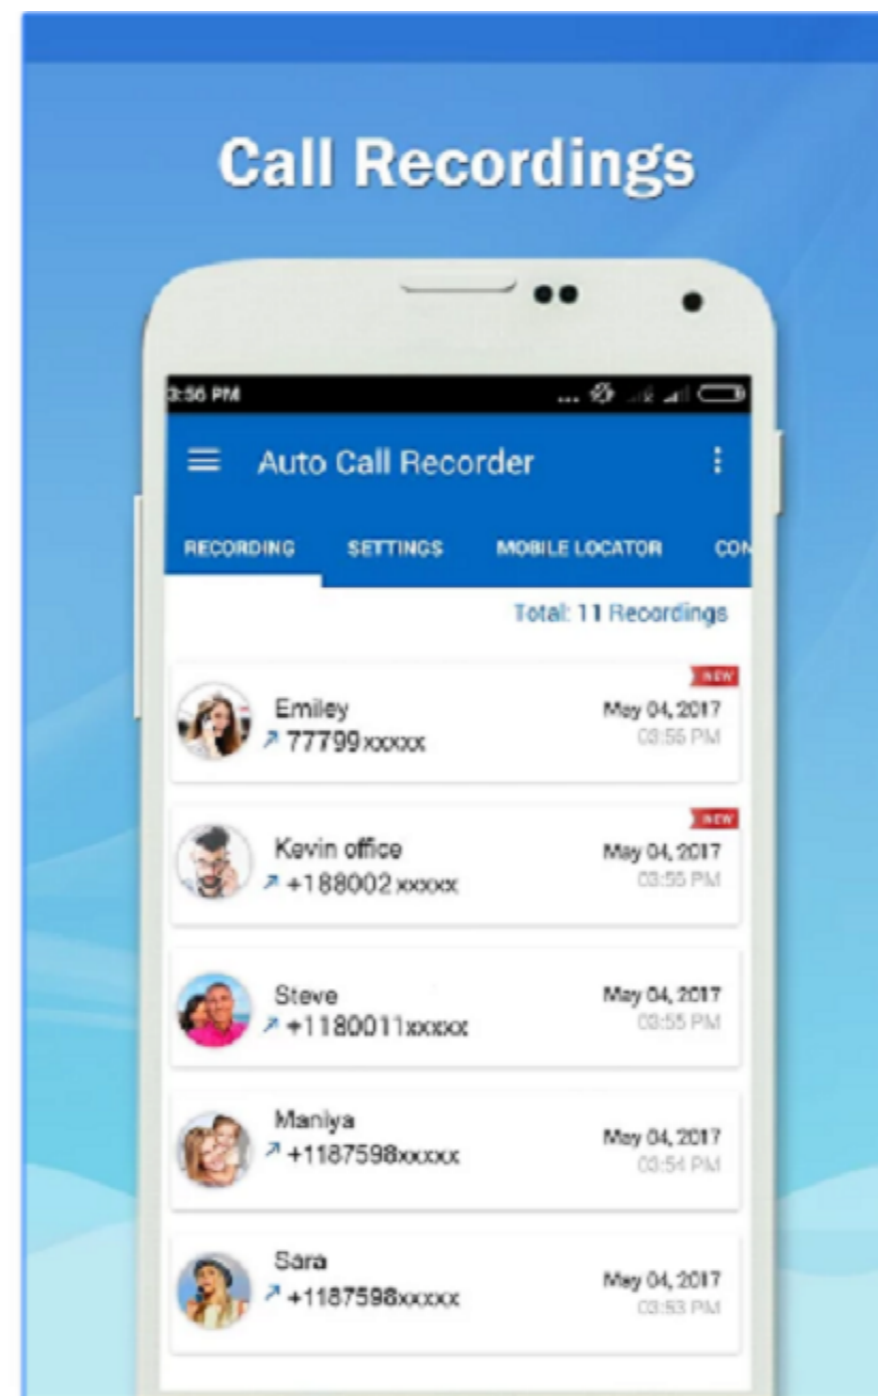 Call Recordings
3:56 PM
Auto Call Recorder
RECORDING SETTINGS MOBILE LOCATOR CON
Total: 11 Recordings
NEW
Emiley May 04, 2017
77799xxxxx 03:55 PM
NEW
Kevin office May 04, 2017
+188002xxxxx 03:55 PM
Steve May 04, 2017
+1180011xxxxx 03:55 PM
Maniya May 04, 2017
+1187598xxxxx 03:54 PM
Sara May 04, 2017
+1187598xxxxx 03:53 PM